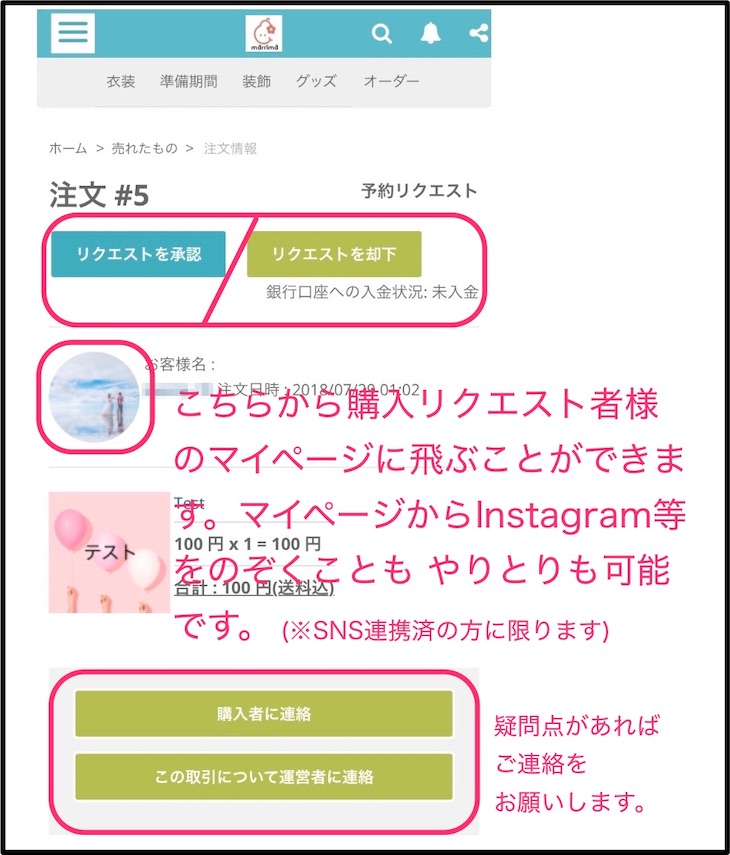 marrima
衣装 準備期間 装飾 グッズ オーダー
ホーム > 売れたもの > 注文情報
注文 #5
予約リクエスト
リクエストを承認
リクエストを却下
銀行口座への入金状況: 未入金
お客様名 :
注文日時 : 2018/07/29 01:02
こちらから購入リクエスト者様
のマイページに飛ぶことができま
す。マイページからInstagram等
をのぞくことも やりとりも可能
です。 (※SNS連携済の方に限ります)
テスト
Test
100 円 x 1 = 100 円
合計 : 100 円(送料込)
購入者に連絡
この取引について運営者に連絡
疑問点があれば
ご連絡を
お願いします。